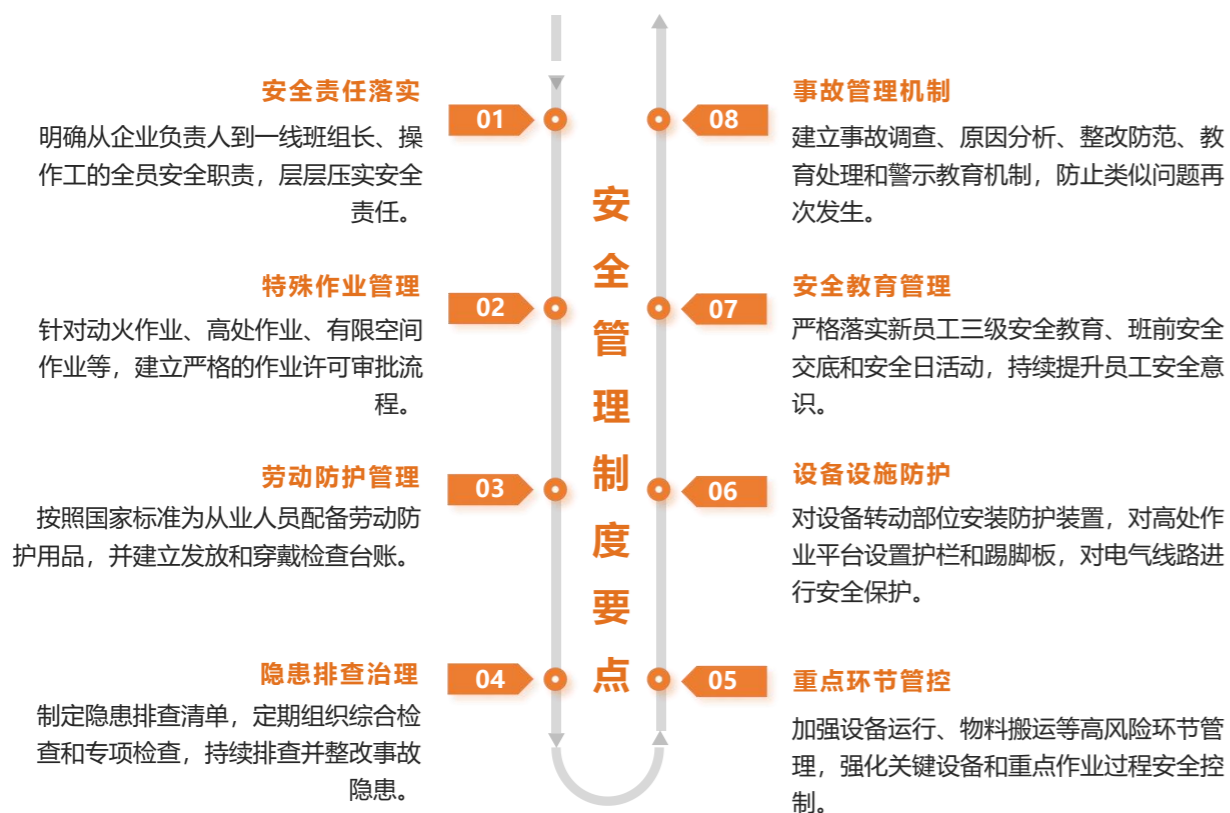 安全管理制度要点
01
安全责任落实
明确从企业负责人到一线班组长、操
作工的全员安全职责，层层压实安全
责任。
02
特殊作业管理
针对动火作业、高处作业、有限空间
作业等，建立严格的作业许可审批流
程。
03
劳动防护管理
按照国家标准为从业人员配备劳动防
护用品，并建立发放和穿戴检查台账。
04
隐患排查治理
制定隐患排查清单，定期组织综合检
查和专项检查，持续排查并整改事故
隐患。
05
重点环节管控
加强设备运行、物料搬运等高风险环节管
理，强化关键设备和重点作业过程安全控
制。
06
设备设施防护
对设备转动部位安装防护装置，对高处作
业平台设置护栏和踢脚板，对电气线路进
行安全保护。
07
安全教育管理
严格落实新员工三级安全教育、班前安全
交底和安全日活动，持续提升员工安全意
识。
08
事故管理机制
建立事故调查、原因分析、整改防范、教
育处理和警示教育机制，防止类似问题再
次发生。